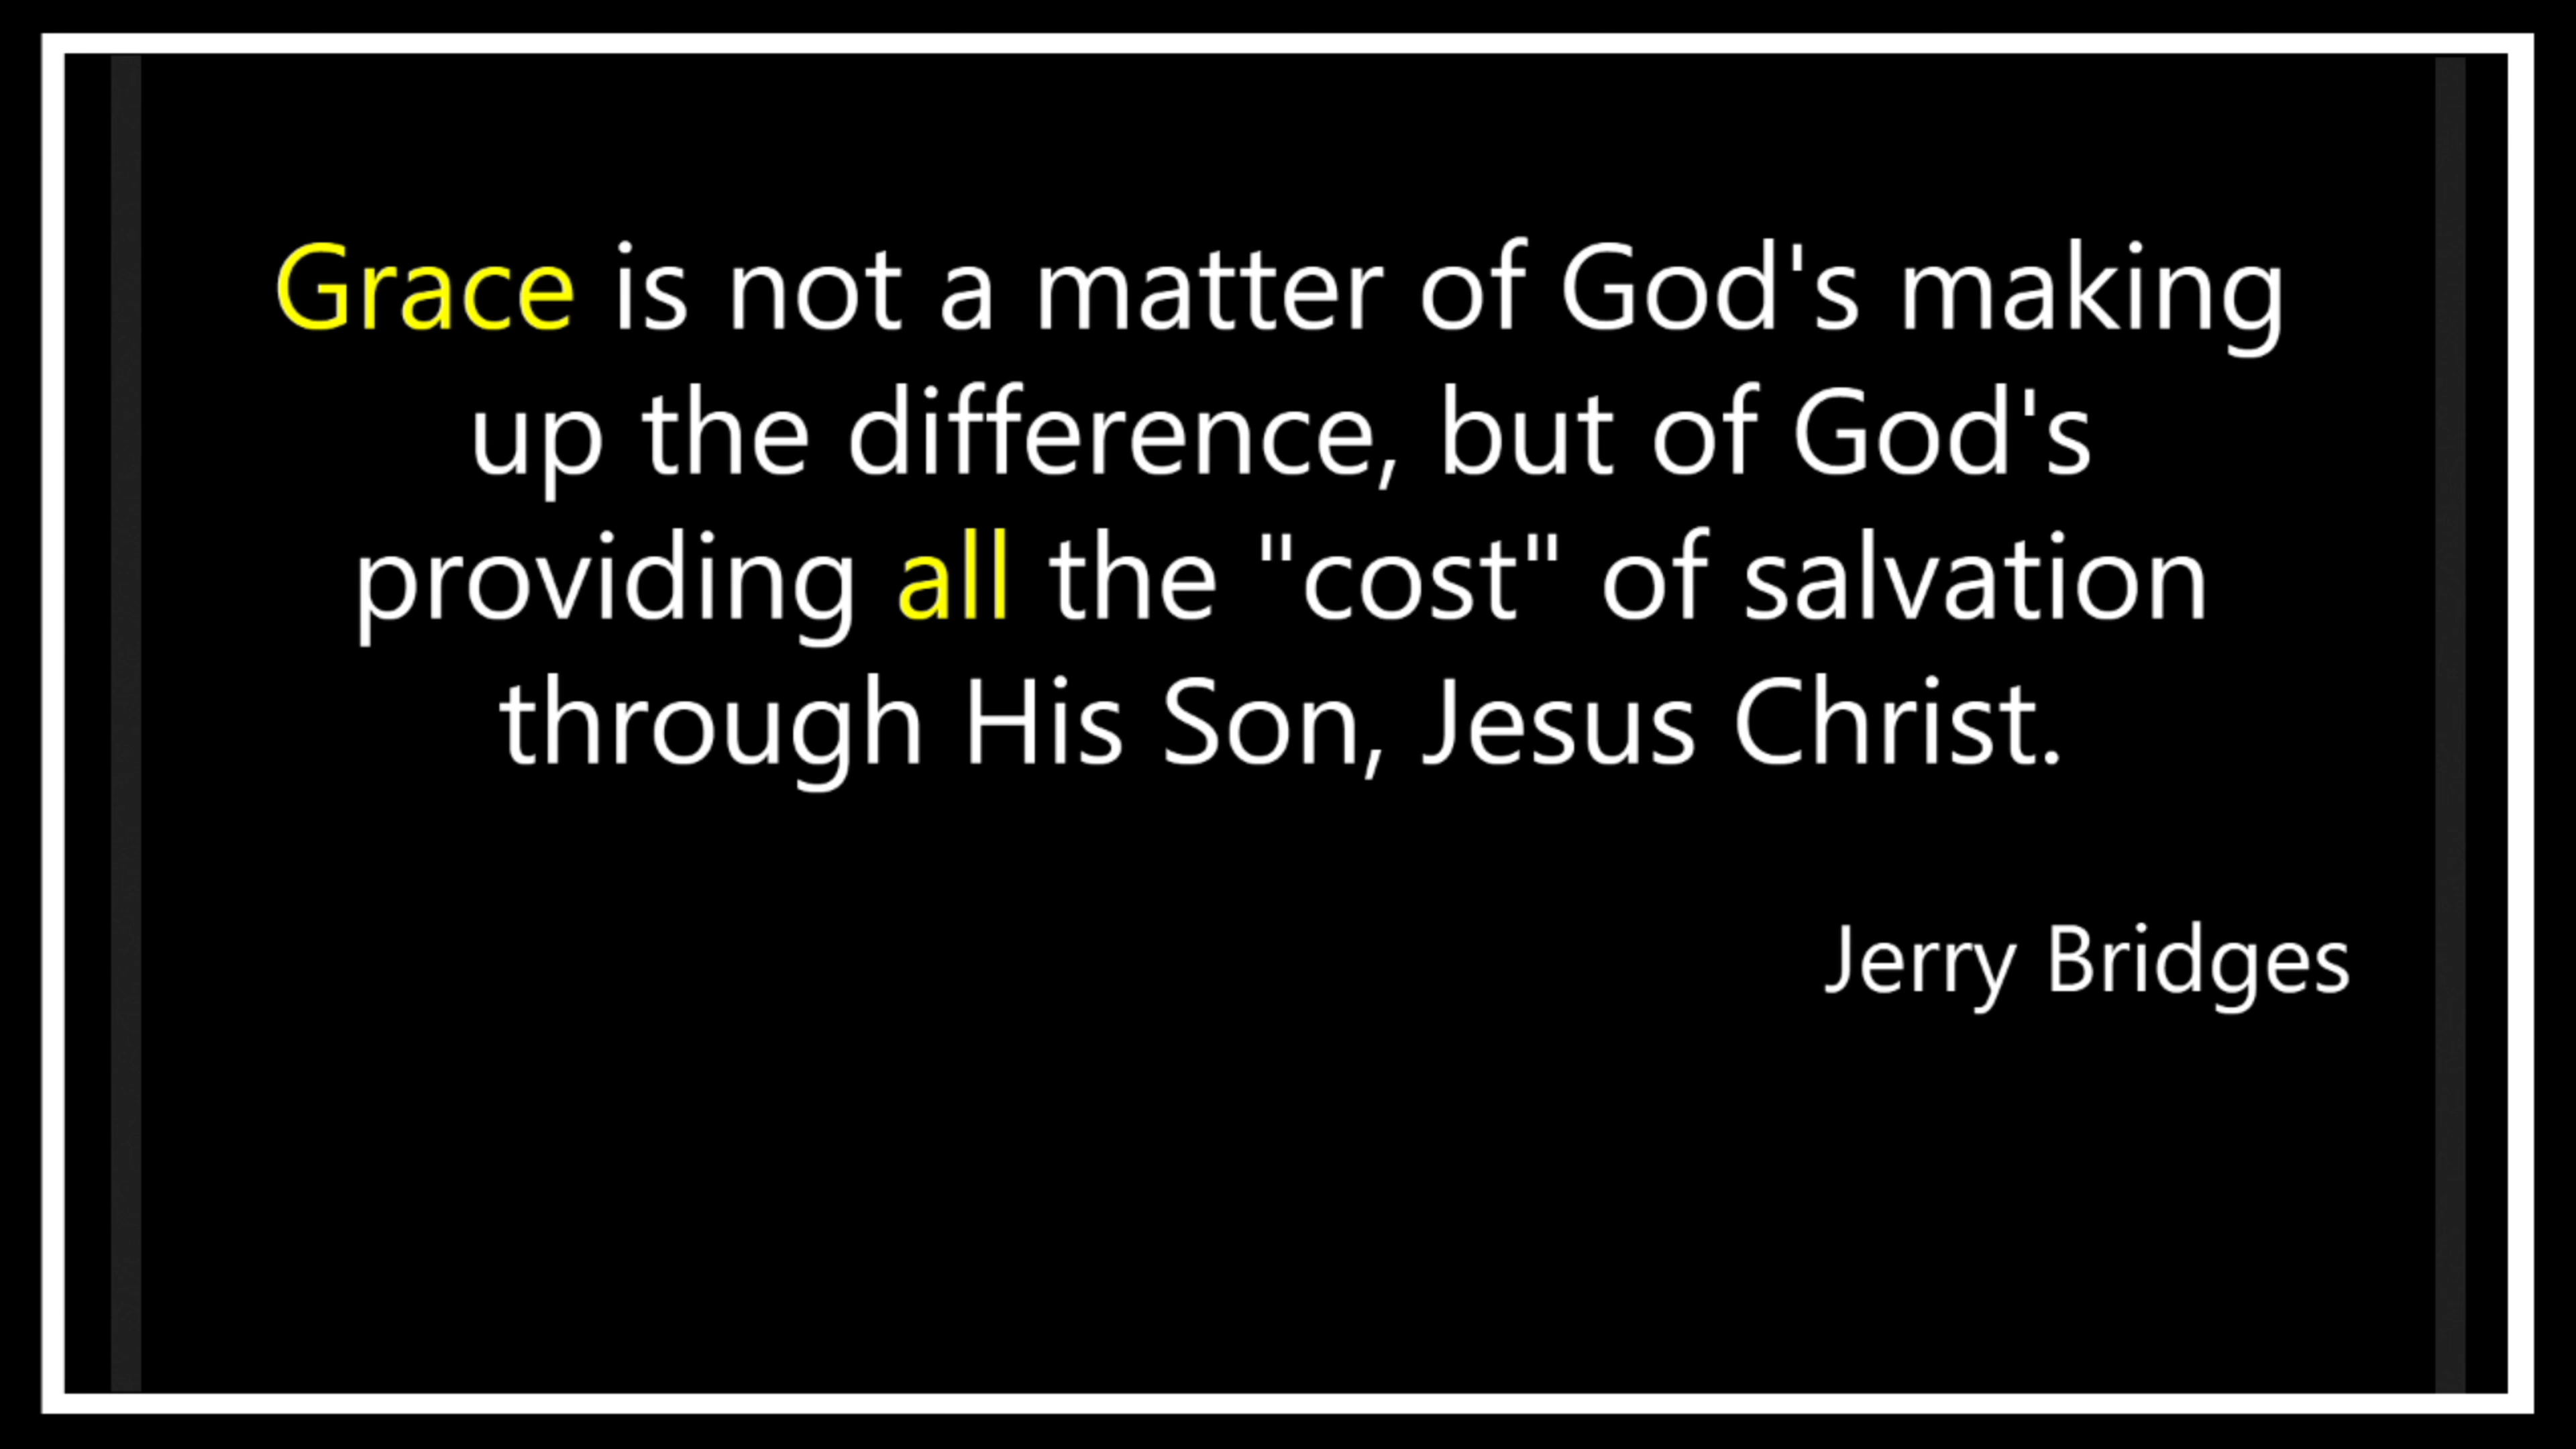 Grace is not a matter of God's making
up the difference, but of God's
providing all the "cost" of salvation
through His Son, Jesus Christ.
Jerry Bridges